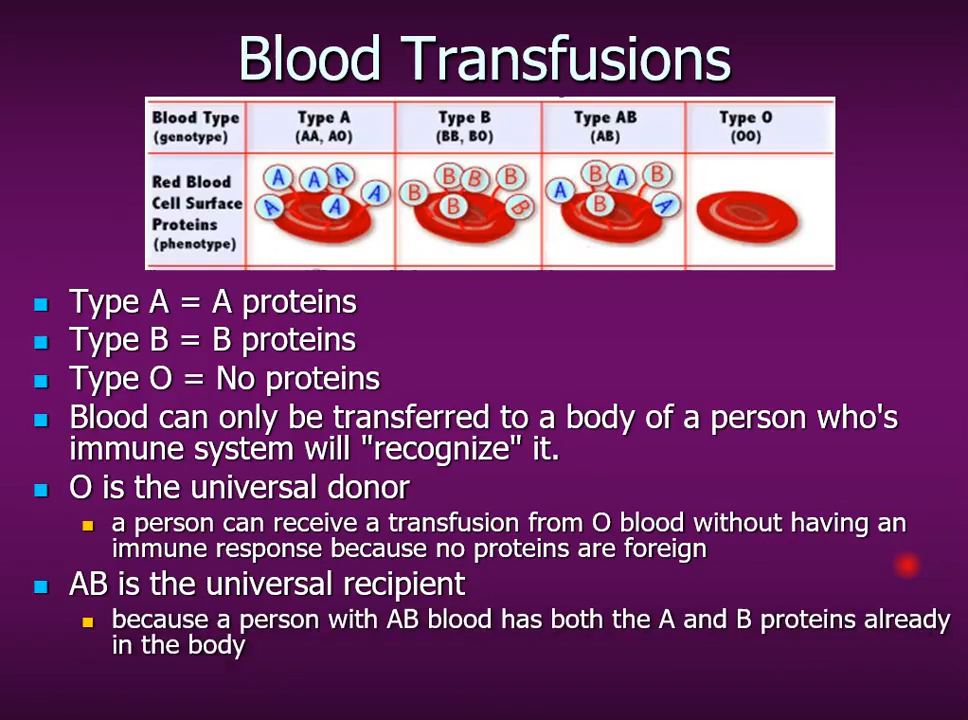 Blood Transfusions
Blood Type Type A Type B Type AB Type O
(genotype) (AA, AO) (BB, BO) (AB) (OO)
A A A A A A B B B B B B B A B A B A
Red Blood
Cell Surface
Proteins
(phenotype)
Type A = A proteins
Type B = B proteins
Type O = No proteins
Blood can only be transferred to a body of a person who's
immune system will "recognize" it.
O is the universal donor
a person can receive a transfusion from O blood without having an
immune response because no proteins are foreign
AB is the universal recipient
because a person with AB blood has both the A and B proteins already
in the body